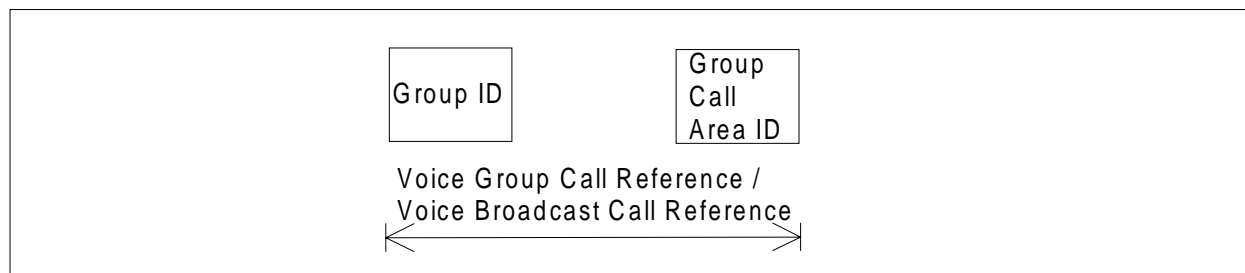 Group ID
Group
Call
Area ID
Voice Group Call Reference /
Voice Broadcast Call Reference